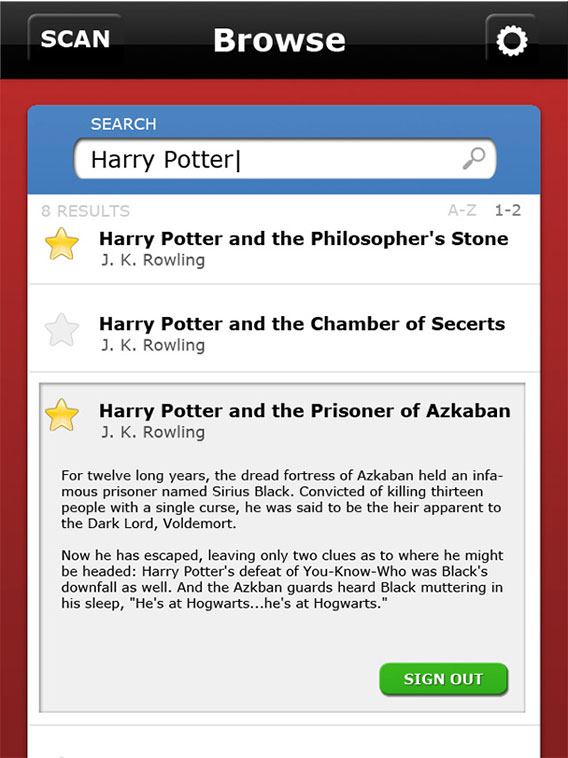 SCAN
Browse
SEARCH
Harry Potter
8 RESULTS
A-Z 1-2
Harry Potter and the Philosopher's Stone
J. K. Rowling
Harry Potter and the Chamber of Secerts
J. K. Rowling
Harry Potter and the Prisoner of Azkaban
J. K. Rowling
For twelve long years, the dread fortress of Azkaban held an infa-
mous prisoner named Sirius Black. Convicted of killing thirteen
people with a single curse, he was said to be the heir apparent to
the Dark Lord, Voldemort.
Now he has escaped, leaving only two clues as to where he might
be headed: Harry Potter's defeat of You-Know-Who was Black's
downfall as well. And the Azkban guards heard Black muttering in
his sleep, "He's at Hogwarts...he's at Hogwarts."
SIGN OUT